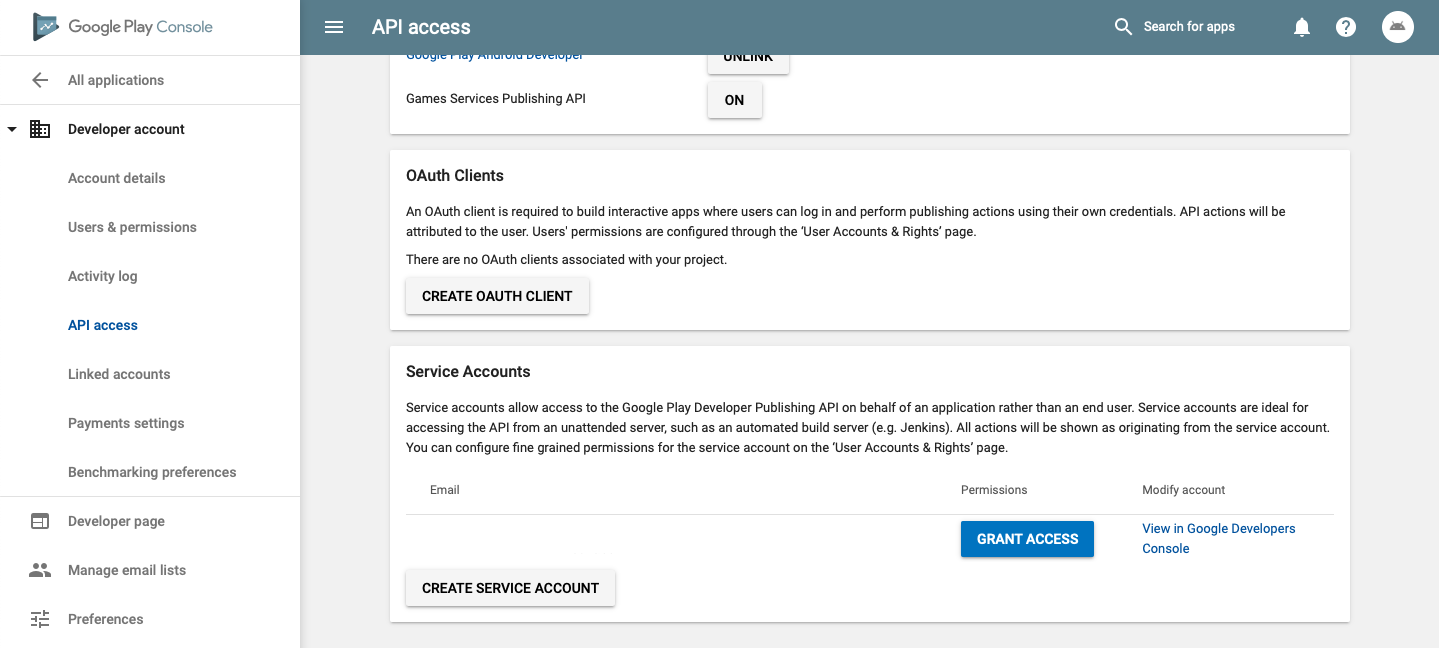 Google Play Console
All applications
Developer account
Account details
Users & permissions
Activity log
API access
Linked accounts
Payments settings
Benchmarking preferences
Developer page
Manage email lists
Preferences
API access
Search for apps
Google Play Android Developer
UNLINK
Games Services Publishing API
ON
OAuth Clients
An OAuth client is required to build interactive apps where users can log in and perform publishing actions using their own credentials. API actions will be
attributed to the user. Users' permissions are configured through the ‘User Accounts & Rights’ page.
There are no OAuth clients associated with your project.
CREATE OAUTH CLIENT
Service Accounts
Service accounts allow access to the Google Play Developer Publishing API on behalf of an application rather than an end user. Service accounts are ideal for
accessing the API from an unattended server, such as an automated build server (e.g. Jenkins). All actions will be shown as originating from the service account.
You can configure fine grained permissions for the service account on the ‘User Accounts & Rights’ page.
Email
Permissions
Modify account
GRANT ACCESS
View in Google Developers
Console
CREATE SERVICE ACCOUNT